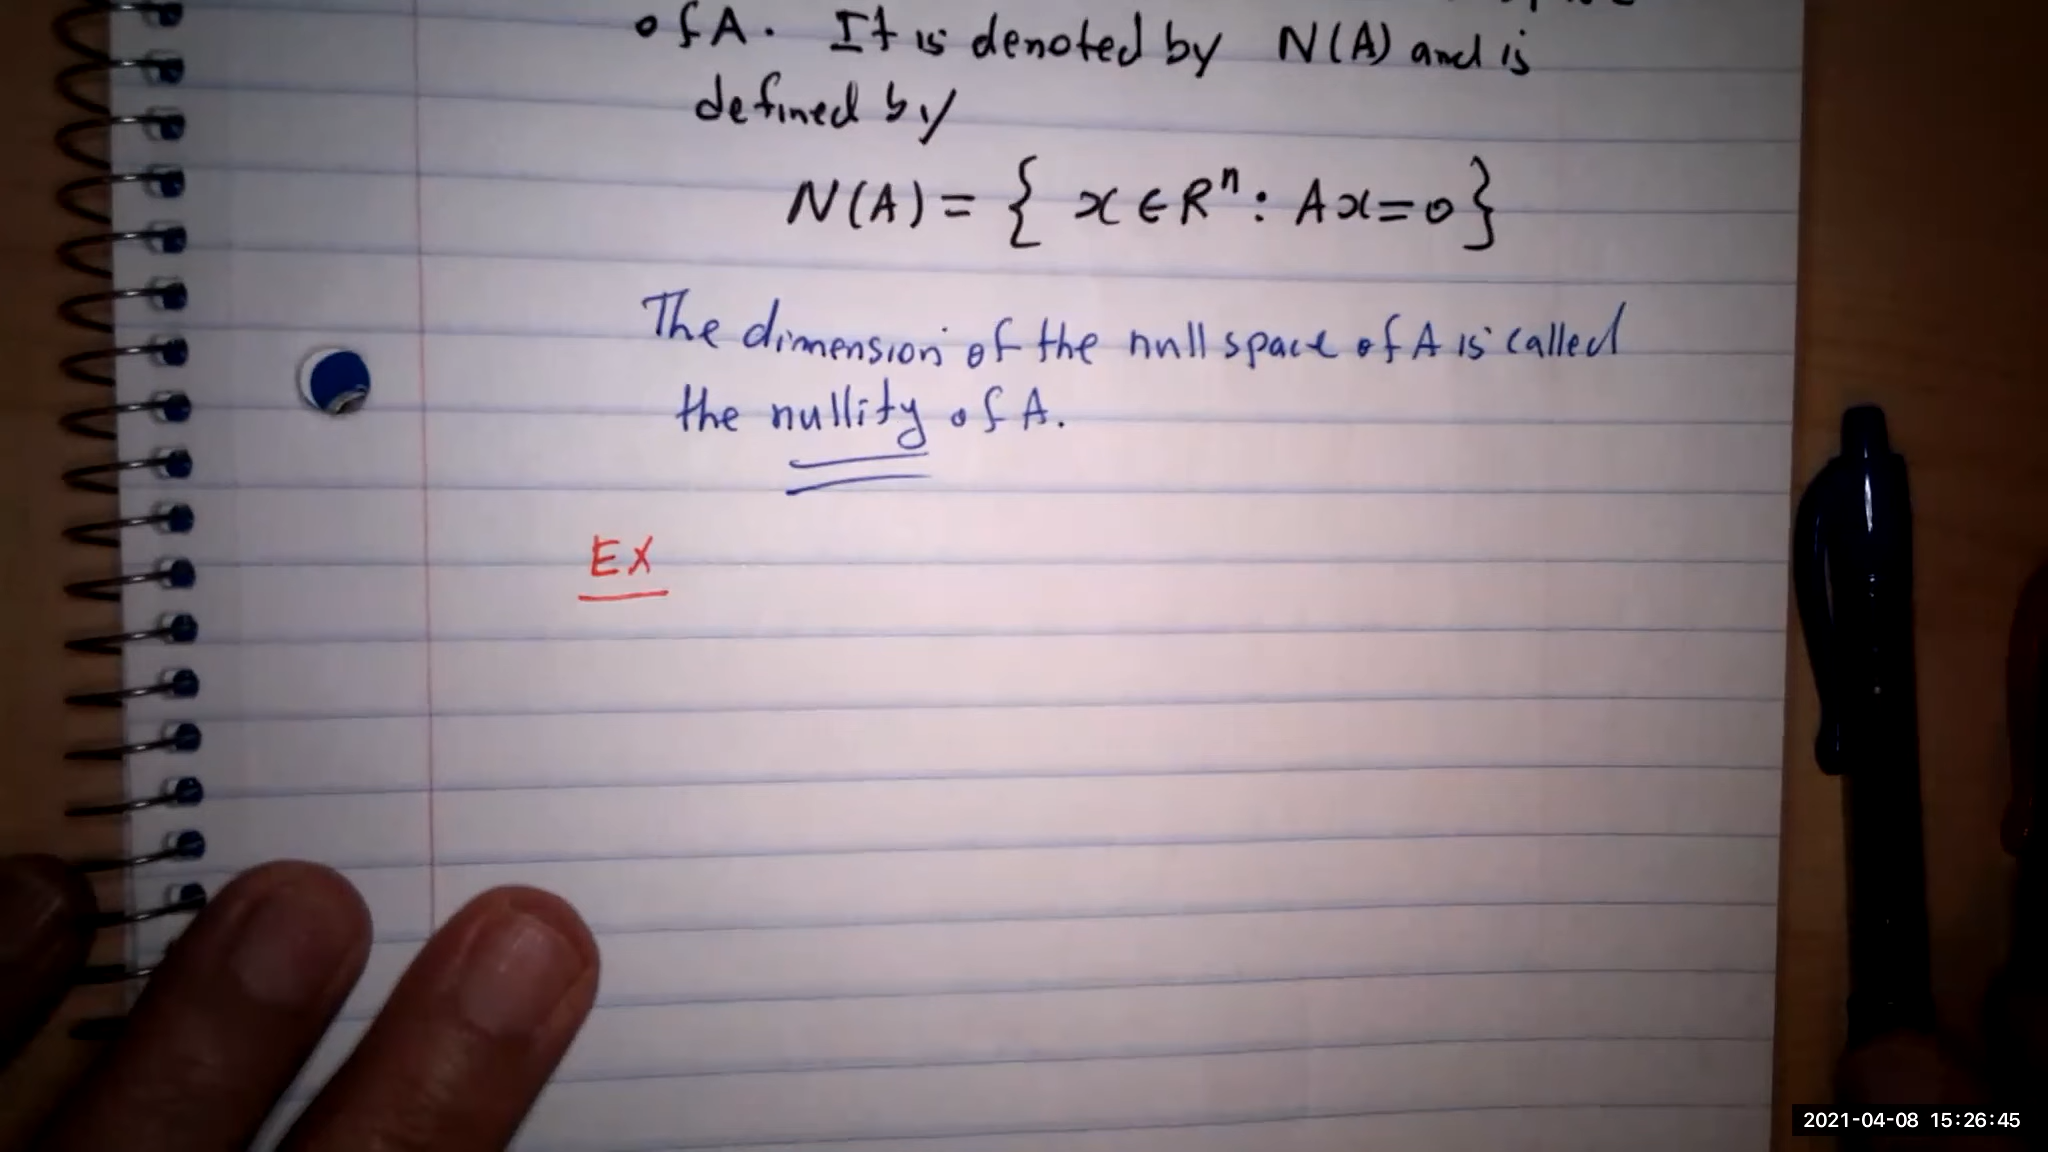 of A. It is denoted by N(A) and is
defined by
N(A) = { x ∈ R^n : Ax=0 }
The dimension of the null space of A is called
the nullity of A.
EX
2021-04-08 15:26:45